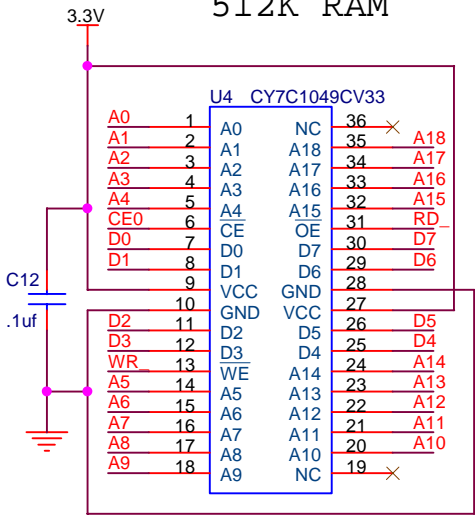 512K RAM
3.3V
U4 CY7C1049CV33
A0 1 A0 NC 36
A1 2 A1 A18 35 A18
A2 3 A2 A17 34 A17
A3 4 A3 A16 33 A16
A4 5 A4 A15 32 A15
CE0 6 CE OE 31 RD_
D0 7 D0 D7 30 D7
D1 8 D1 D6 29 D6
9 VCC GND 28
10 GND VCC 27
D2 11 D2 D5 26 D5
D3 12 D3 D4 25 D4
WR_ 13 WE A14 24 A14
A5 14 A5 A13 23 A13
A6 15 A6 A12 22 A12
A7 16 A7 A11 21 A11
A8 17 A8 A10 20 A10
A9 18 A9 NC 19
C12
.1uf